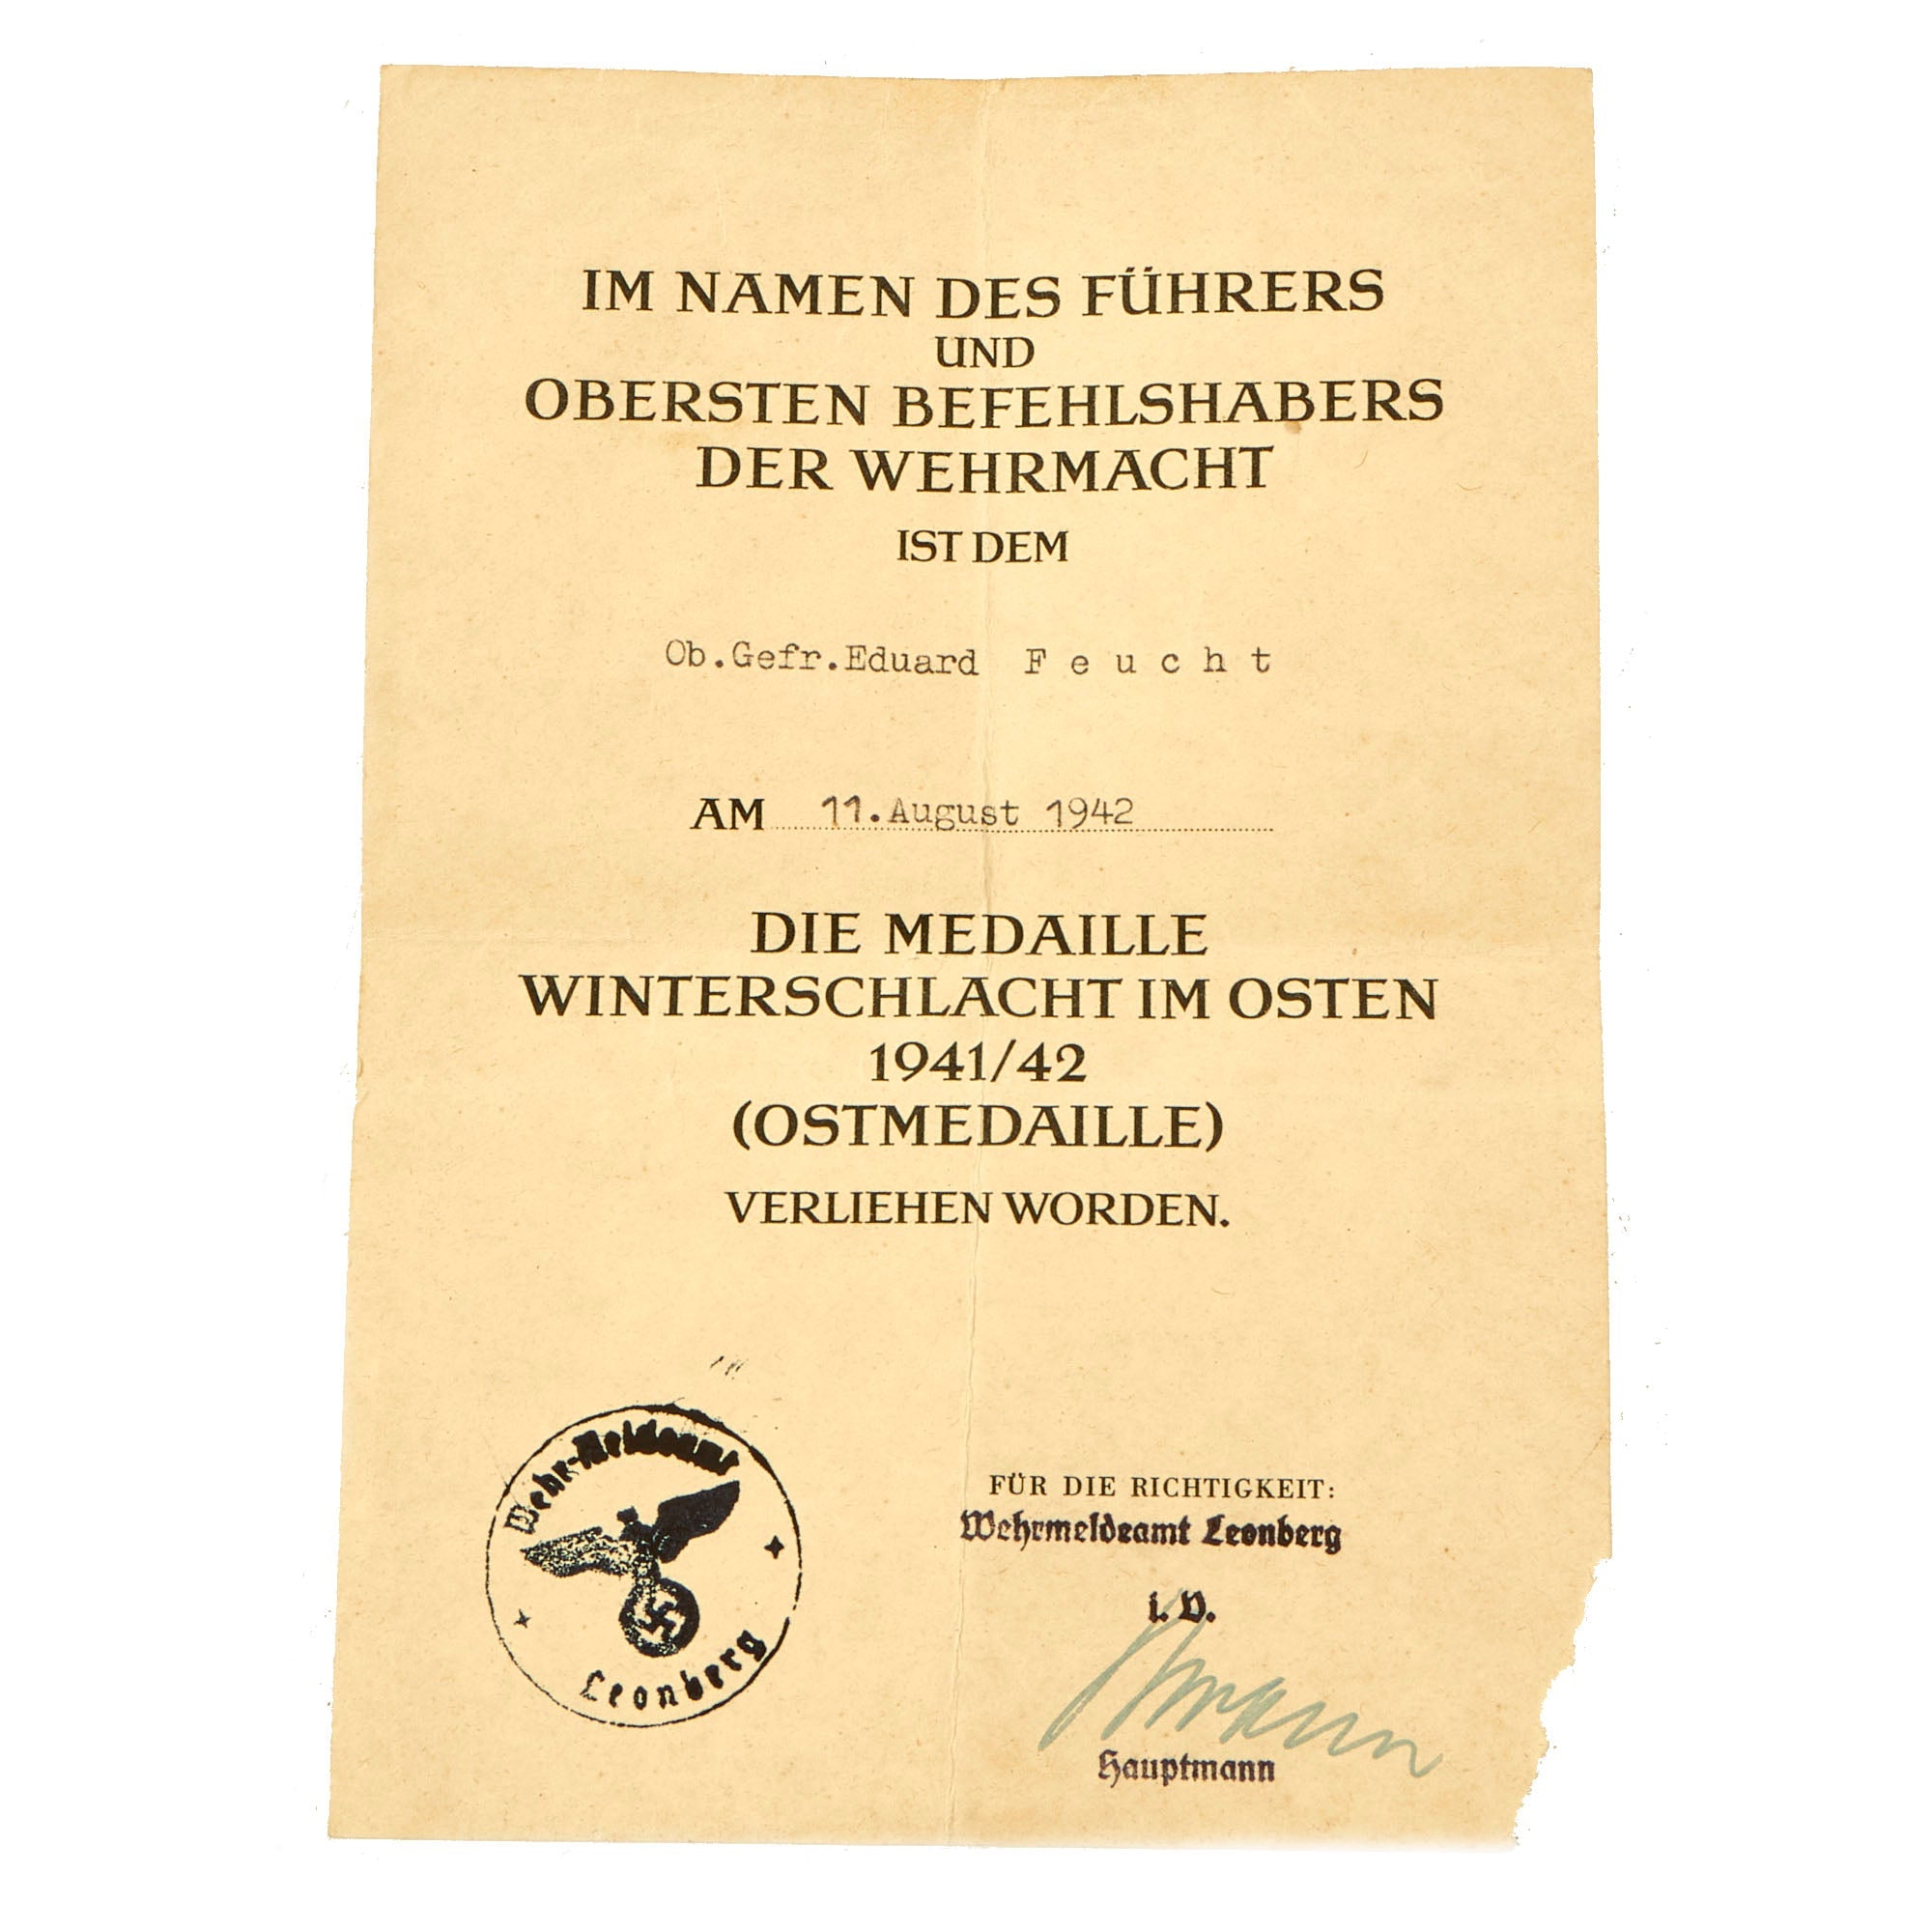 IM NAMEN DES FÜHRERS
UND
OBERSTEN BEFEHLSHABERS
DER WEHRMACHT
IST DEM
Ob.Gefr.Eduard F e u c h t
AM 11.August 1942
DIE MEDAILLE
WINTERSCHLACHT IM OSTEN
1941/42
(OSTMEDAILLE)
VERLIEHEN WORDEN.
Wehr-Meldeamt
Leonberg
FÜR DIE RICHTIGKEIT:
Wehrmeldeamt Leonberg
i. V.
Hauptmann